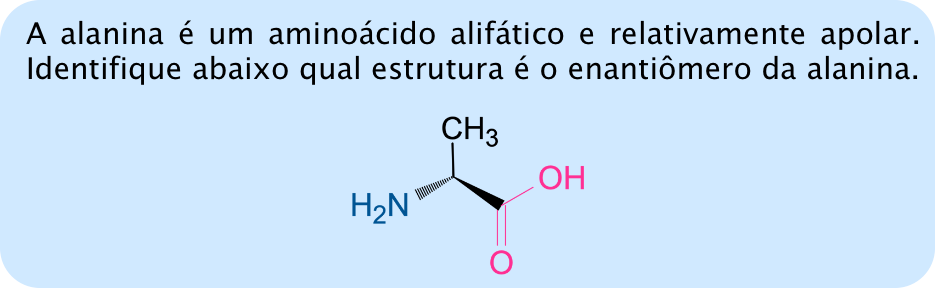 A alanina é um aminoácido alifático e relativamente apolar.
Identifique abaixo qual estrutura é o enantiômero da alanina.
CH₃
OH
H₂N
O